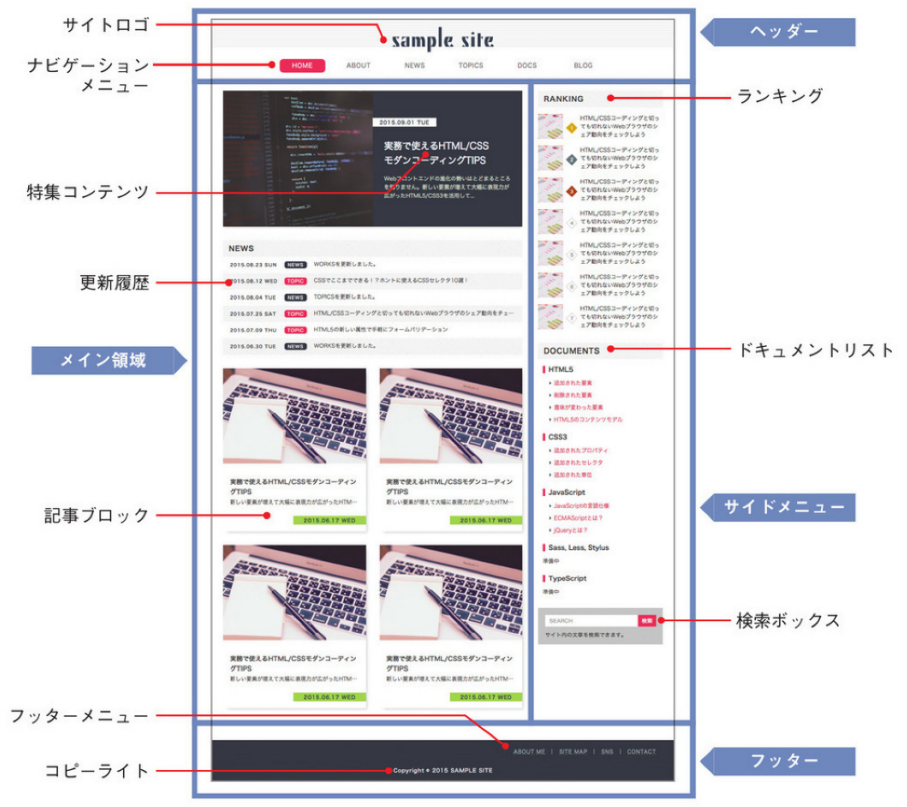 サイトロゴ
sample site
ヘッダー
ナビゲーション
メニュー
HOME
ABOUT
NEWS
TOPICS
DOCS
BLOG
特集コンテンツ
2015.09.01 TUE
実務で使えるHTML/CSS
モダンコーディングTIPS
Webフロントエンドの進化の勢いはとどまるところ
を知りません。新しい要素が増えて大幅に表現力が
広がったHTML5/CSS3を活用して...
更新履歴
NEWS
2015.08.23 SUN NEWS WORKSを更新しました。
2015.08.12 WED TOPIC CSSでここまでできる！？ホントに使えるCSSセレクタ10選！
2015.08.04 TUE NEWS TOPICSを更新しました。
2015.07.25 SAT TOPIC HTML/CSSコーディングと切っても切れないWebブラウザのシェア動向をチェ…
2015.07.09 THU TOPIC HTML5の新しい属性で手軽にフォームバリデーション
2015.06.30 TUE NEWS WORKSを更新しました。
メイン領域
記事ブロック
実務で使えるHTML/CSSモダンコーディン
グTIPS
新しい要素が増えて大幅に表現力が広がったHTM…
2015.06.17 WED
実務で使えるHTML/CSSモダンコーディン
グTIPS
新しい要素が増えて大幅に表現力が広がったHTM…
2015.06.17 WED
実務で使えるHTML/CSSモダンコーディン
グTIPS
新しい要素が増えて大幅に表現力が広がったHTM…
2015.06.17 WED
実務で使えるHTML/CSSモダンコーディン
グTIPS
新しい要素が増えて大幅に表現力が広がったHTM…
2015.06.17 WED
ランキング
RANKING
1
HTML/CSSコーディングと切っ
ても切れないWebブラウザのシ
ェア動向をチェックしよう
2
HTML/CSSコーディングと切っ
ても切れないWebブラウザのシ
ェア動向をチェックしよう
3
HTML/CSSコーディングと切っ
ても切れないWebブラウザのシ
ェア動向をチェックしよう
4
HTML/CSSコーディングと切っ
ても切れないWebブラウザのシ
ェア動向をチェックしよう
5
HTML/CSSコーディングと切っ
ても切れないWebブラウザのシ
ェア動向をチェックしよう
6
HTML/CSSコーディングと切っ
ても切れないWebブラウザのシ
ェア動向をチェックしよう
7
HTML/CSSコーディングと切っ
ても切れないWebブラウザのシ
ェア動向をチェックしよう
ドキュメントリスト
DOCUMENTS
HTML5
追加された要素
削除された要素
意味が変わった要素
HTML5のコンテンツモデル
CSS3
追加されたプロパティ
追加されたセレクタ
追加された単位
サイドメニュー
JavaScript
JavaScriptの言語仕様
ECMAScriptとは？
jQueryとは？
Sass, Less, Stylus
準備中
TypeScript
準備中
検索ボックス
SEARCH
検索
サイト内の文章を検索できます。
フッターメニュー
ABOUT ME | SITE MAP | SNS | CONTACT
フッター
コピーライト
Copyright © 2015 SAMPLE SITE